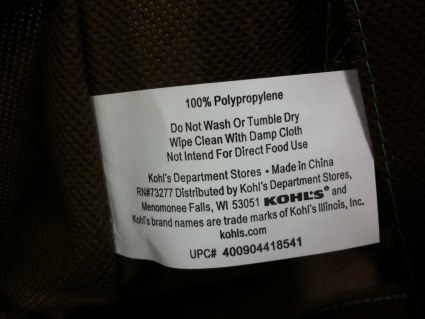 100% Polypropylene
Do Not Wash Or Tumble Dry
Wipe Clean With Damp Cloth
Not Intend For Direct Food Use
Kohl's Department Stores • Made in China
RN#73277 Distributed by Kohl's Department Stores,
Menomonee Falls, WI 53051 KOHL'S® and
Kohl's brand names are trade marks of Kohl's Illinois, Inc.
kohls.com
UPC# 400904418541